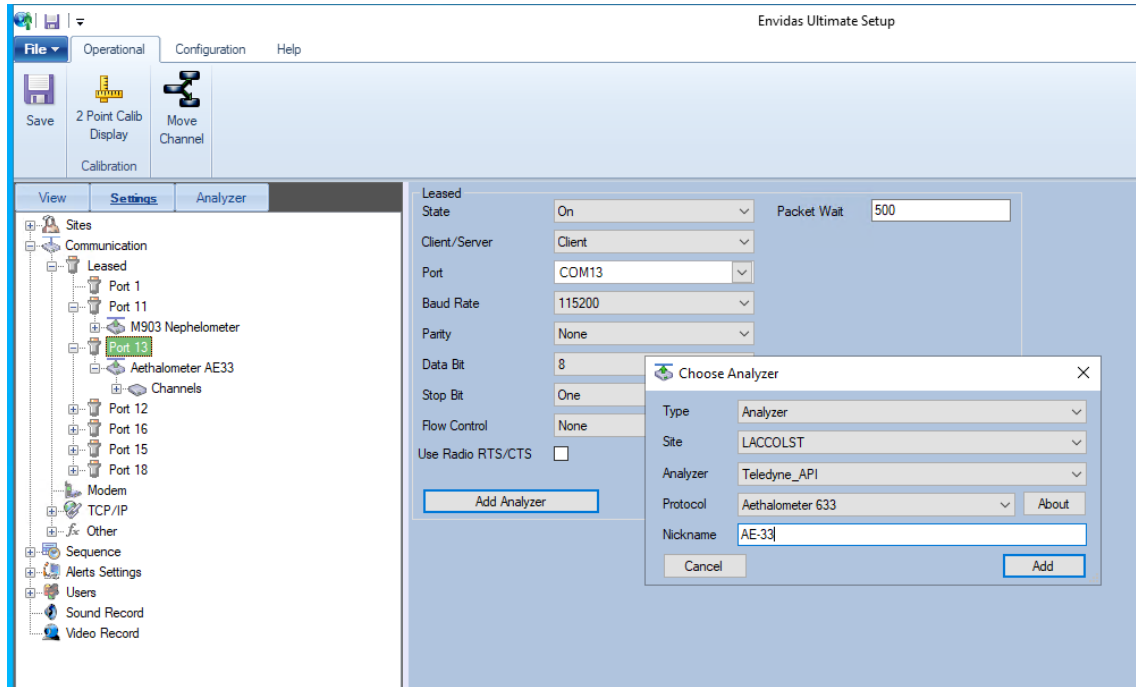 Envidas Ultimate Setup
File Operational Configuration Help
Save
2 Point Calib
Display
Move
Channel
Calibration
View Settings Analyzer
Sites
Communication
Leased
Port 1
Port 11
M903 Nephelometer
Port 13
Aethalometer AE33
Channels
Port 12
Port 16
Port 15
Port 18
Modem
TCP/IP
fx Other
Sequence
Alerts Settings
Users
Sound Record
Video Record
Leased
State On Packet Wait 500
Client/Server Client
Port COM13
Baud Rate 115200
Parity None
Data Bit 8
Stop Bit One
Flow Control None
Use Radio RTS/CTS
Add Analyzer
Choose Analyzer
Type Analyzer
Site LACCOLST
Analyzer Teledyne_API
Protocol Aethalometer 633 About
Nickname AE-33
Cancel Add